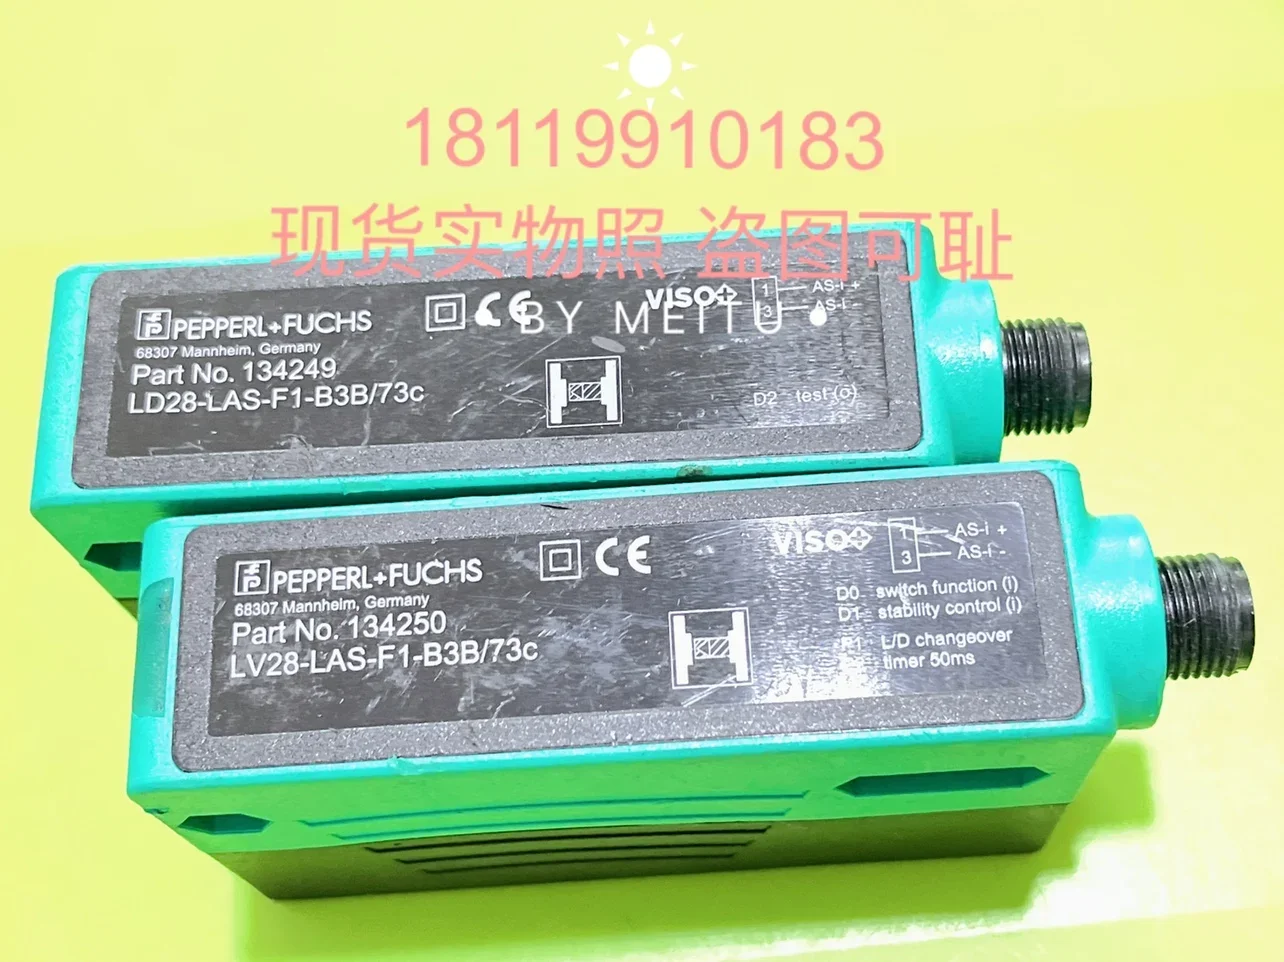 18119910183
现货实物照 盗图可耻
BY MEITU
PEPPERL+FUCHS
68307 Mannheim, Germany
Part No. 134249
LD28-LAS-F1-B3B/73c
CE
VISO+
1 AS-i +
3 AS-i -
D2 test (o)
PEPPERL+FUCHS
68307 Mannheim, Germany
Part No. 134250
LV28-LAS-F1-B3B/73c
CE
VISO+
1 AS-i +
3 AS-i -
D0 switch function (i)
D1 stability control (i)
P1 L/D changeover
timer 50ms